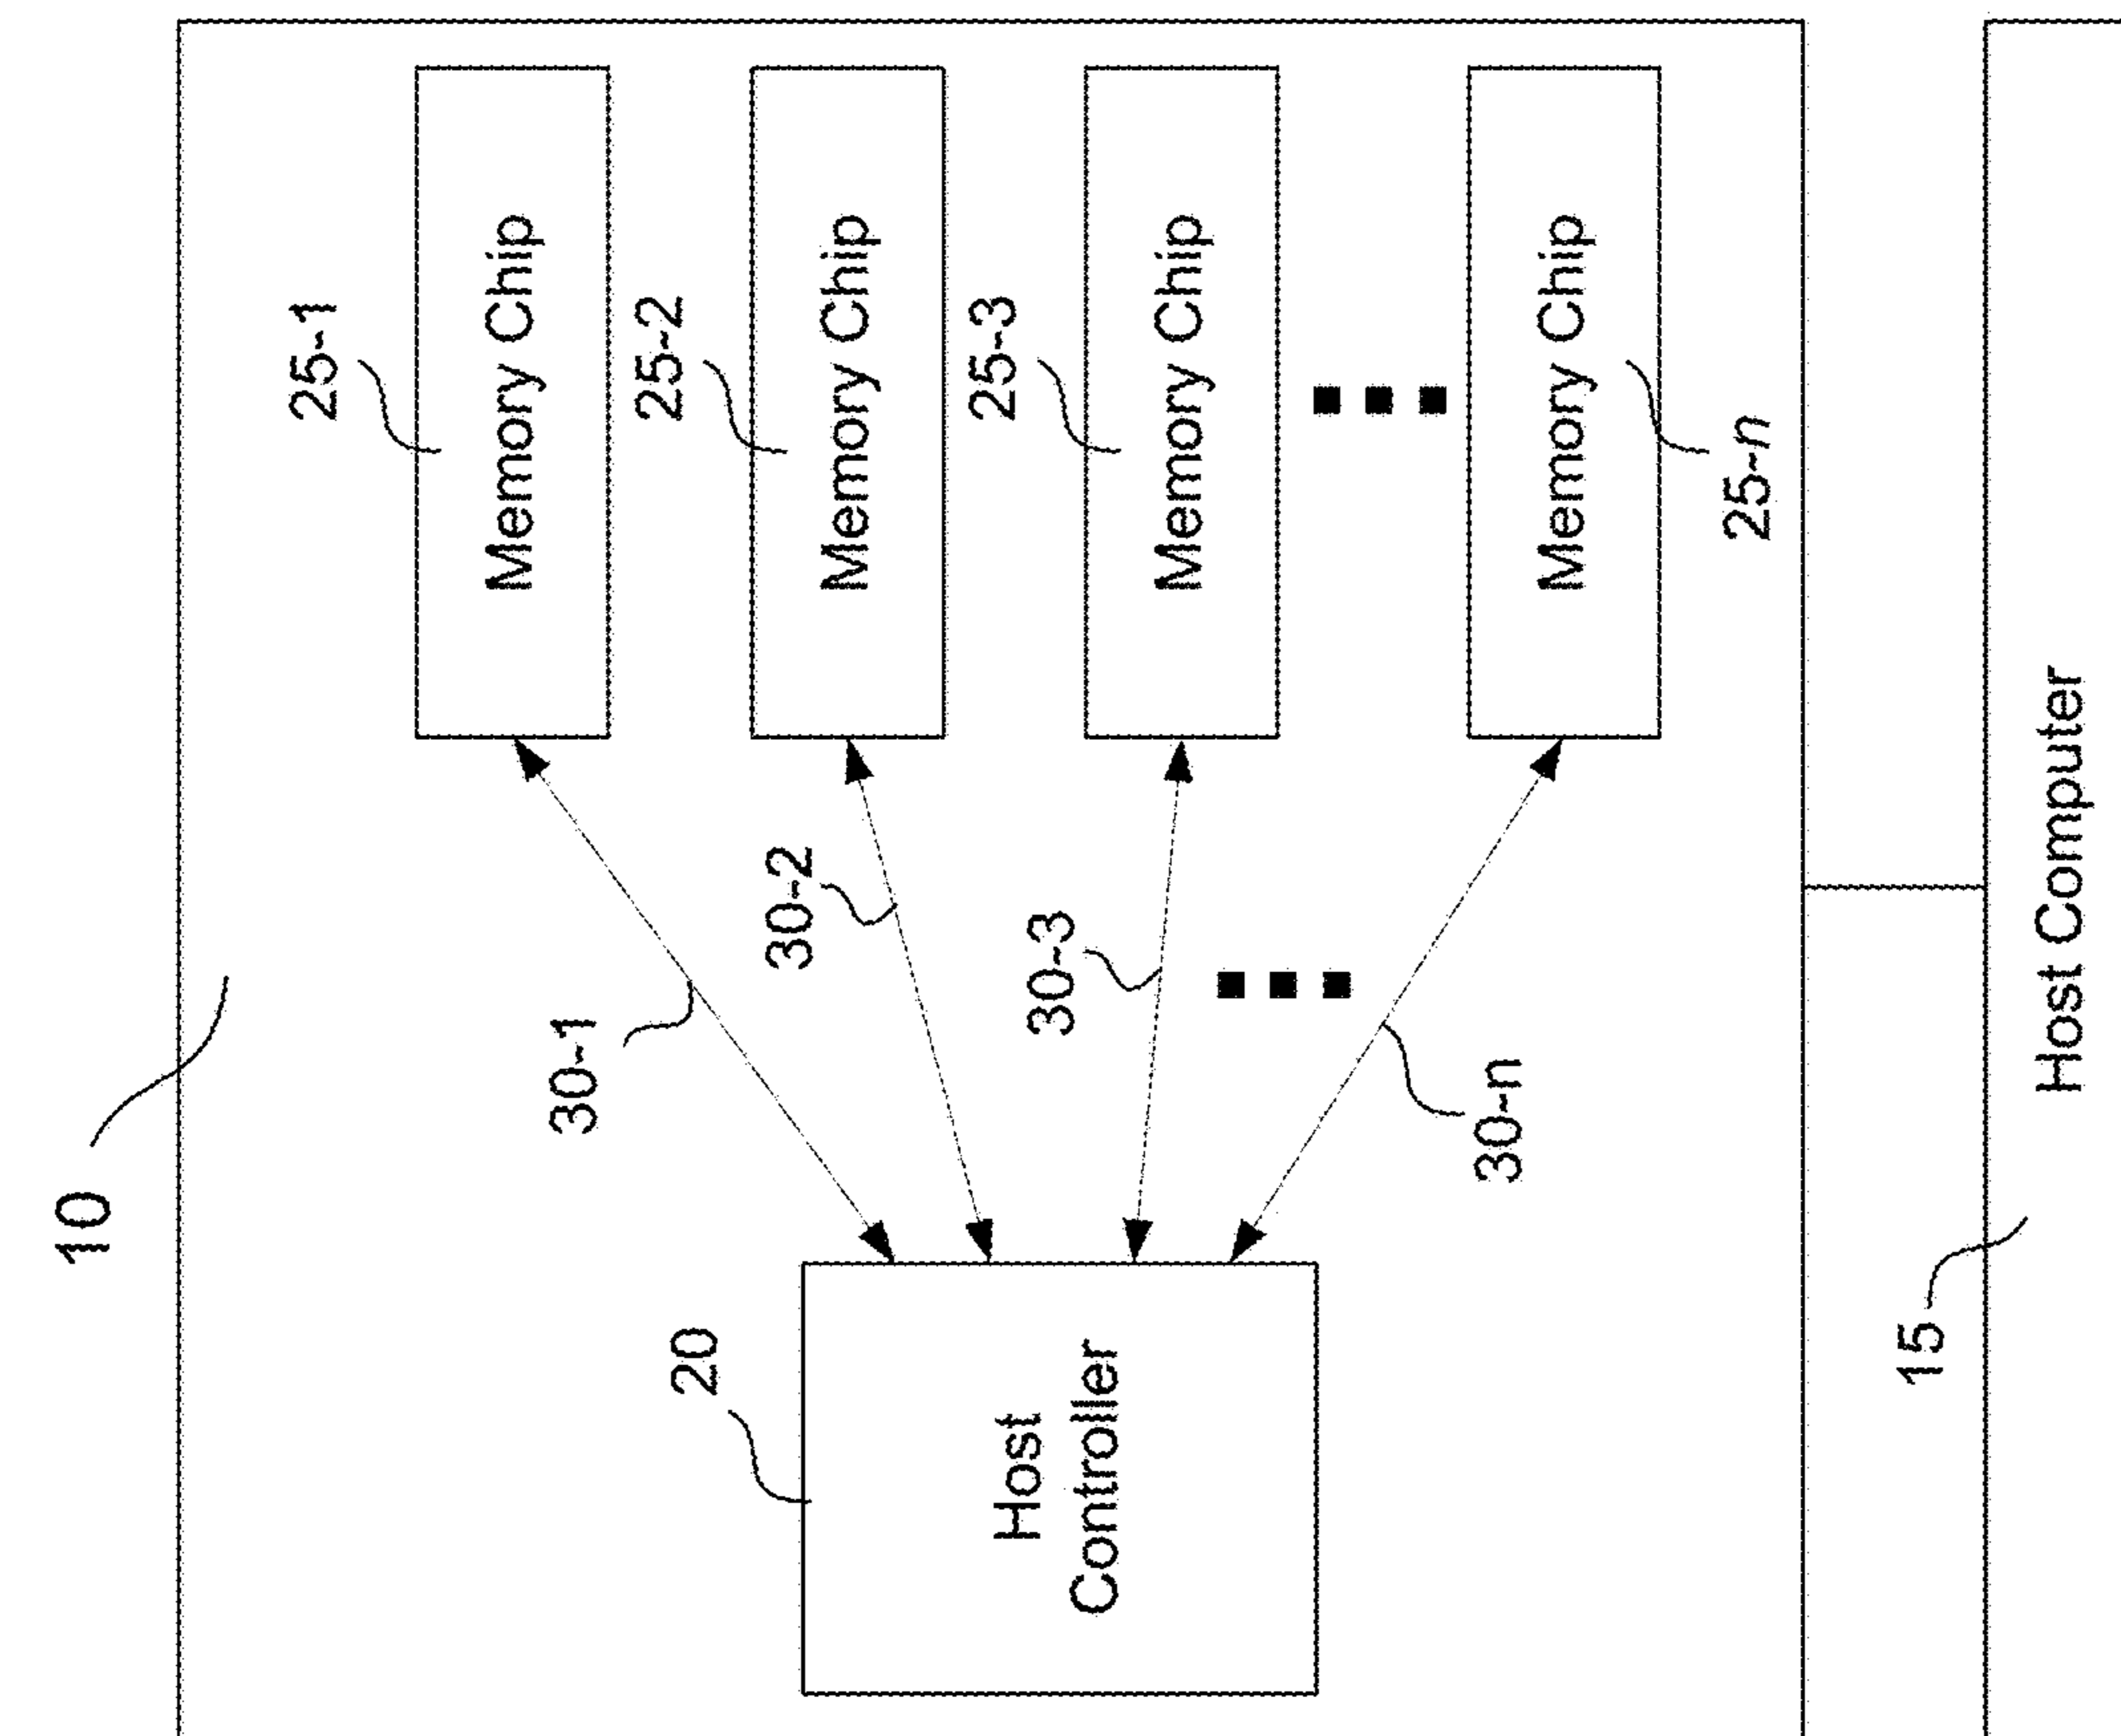 10
25-1
Memory Chip
25-2
Memory Chip
25-3
Memory Chip
Memory Chip
25-n
30-1
30-2
30-3
30-n
20
Host
Controller
15
Host Computer